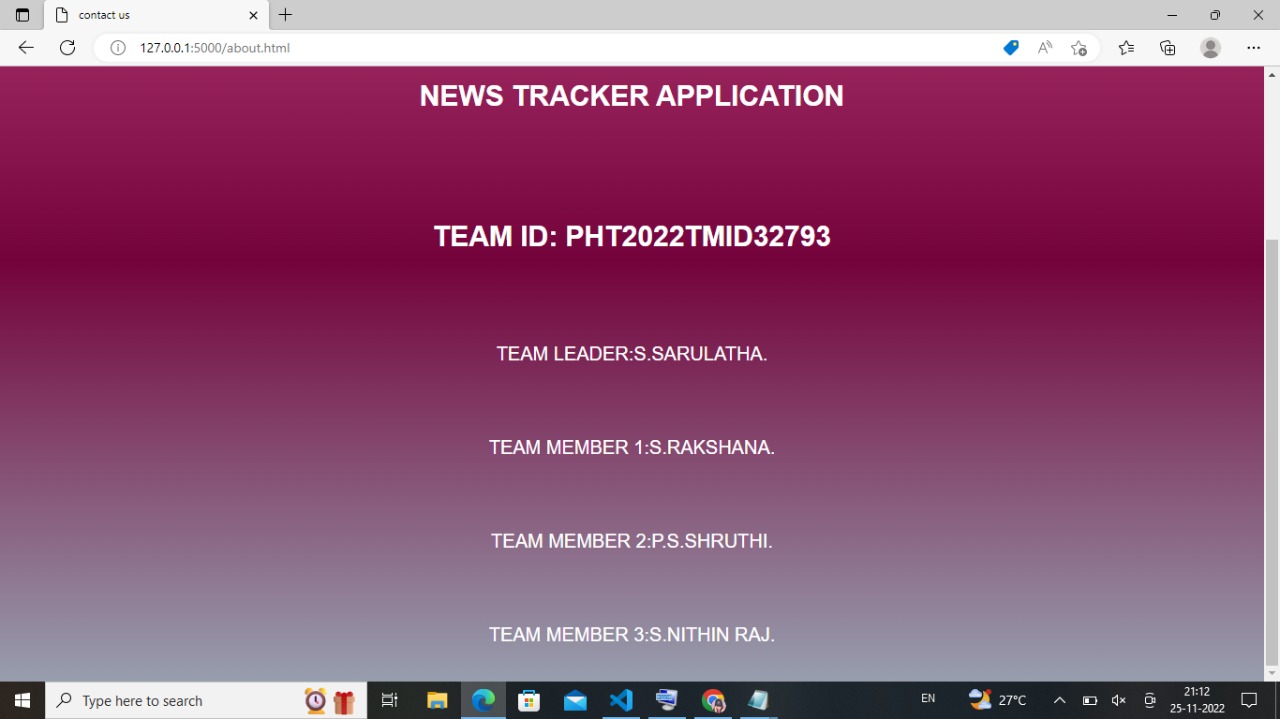 contact us
127.0.0.1:5000/about.html
NEWS TRACKER APPLICATION
TEAM ID: PHT2022TMID32793
TEAM LEADER:S.SARULATHA.
TEAM MEMBER 1:S.RAKSHANA.
TEAM MEMBER 2:P.S.SHRUTHI.
TEAM MEMBER 3:S.NITHIN RAJ.
Type here to search
EN
27°C
21:12
25-11-2022